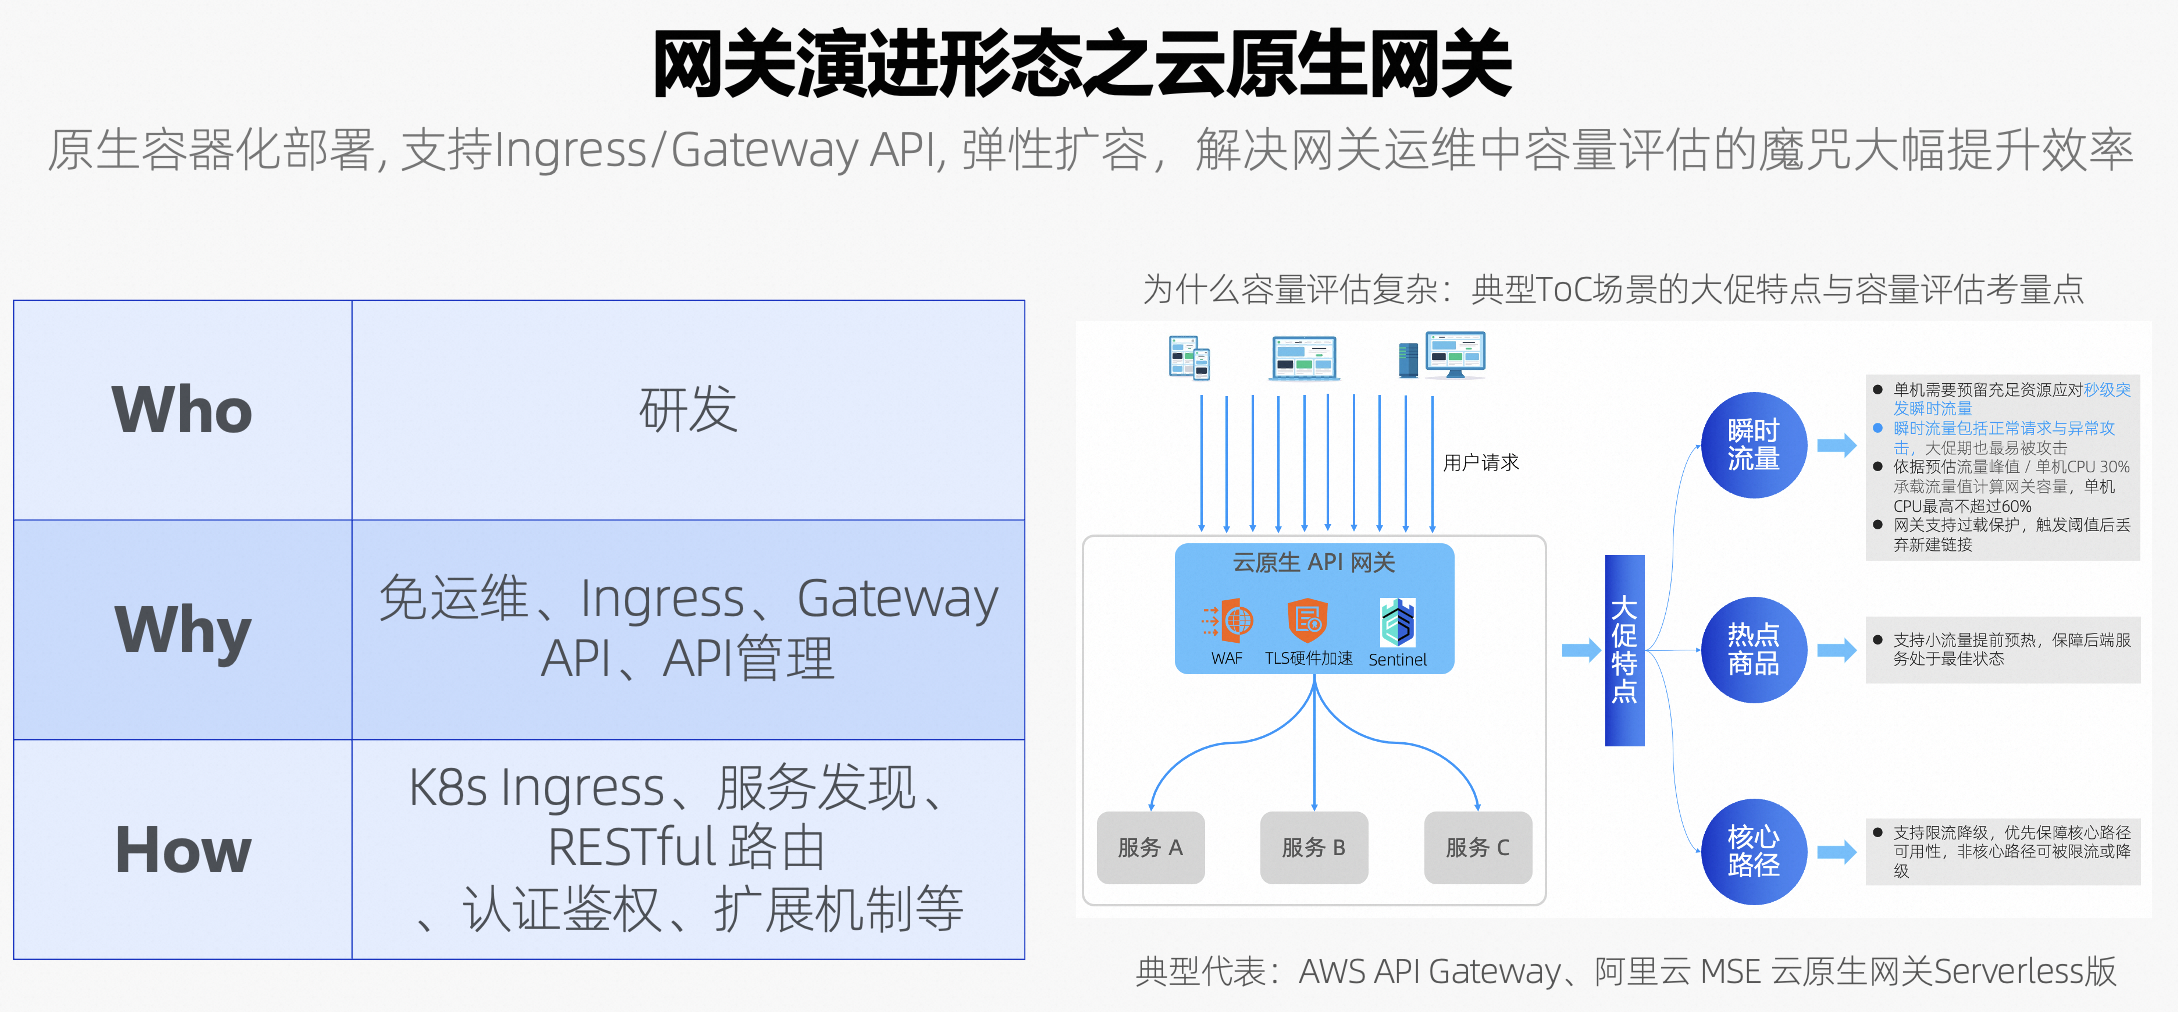 网关演进形态之云原生网关
原生容器化部署, 支持Ingress/Gateway API, 弹性扩容，解决网关运维中容量评估的魔咒大幅提升效率
Who
研发
Why
免运维、Ingress、Gateway
API、API管理
How
K8s Ingress、服务发现、
RESTful 路由
、认证鉴权、扩展机制等
为什么容量评估复杂：典型ToC场景的大促特点与容量评估考量点
用户请求
云原生 API 网关
WAF
TLS硬件加速
Sentinel
服务 A
服务 B
服务 C
大促特点
瞬时
流量
● 单机需要预留充足资源应对秒级突
发瞬时流量
● 瞬时流量包括正常请求与异常攻
击，大促期也最易被攻击
● 依据预估流量峰值 / 单机CPU 30%
承载流量值计算网关容量，单机
CPU最高不超过60%
● 网关支持过载保护，触发阈值后丢
弃新建链接
热点
商品
● 支持小流量提前预热，保障后端服
务处于最佳状态
核心
路径
● 支持限流降级，优先保障核心路径
可用性，非核心路径可被限流或降
级
典型代表：AWS API Gateway、阿里云 MSE 云原生网关Serverless版